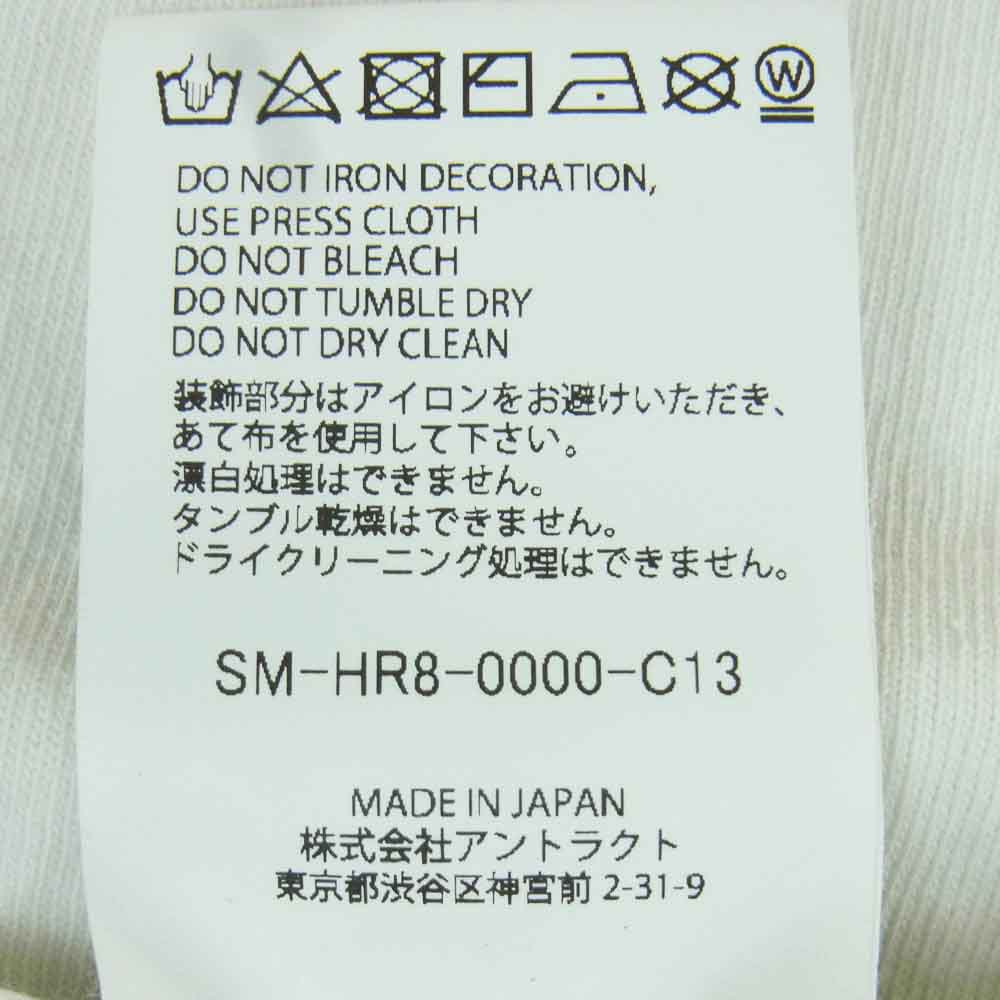 W
DO NOT IRON DECORATION,
USE PRESS CLOTH
DO NOT BLEACH
DO NOT TUMBLE DRY
DO NOT DRY CLEAN
装飾部分はアイロンをお避けいただき、
あて布を使用して下さい。
漂白処理はできません。
タンブル乾燥はできません。
ドライクリーニング処理はできません。
SM-HR8-0000-C13
MADE IN JAPAN
株式会社アントラクト
東京都渋谷区神宮前 2-31-9